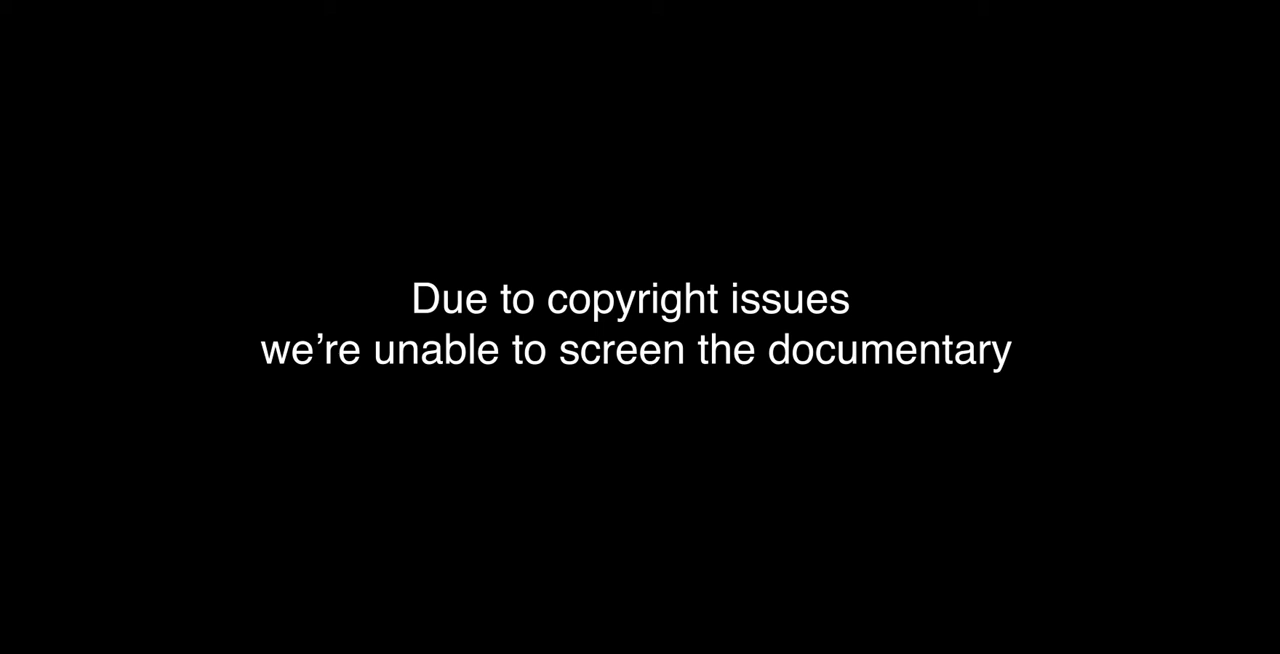 Due to copyright issues
we’re unable to screen the documentary